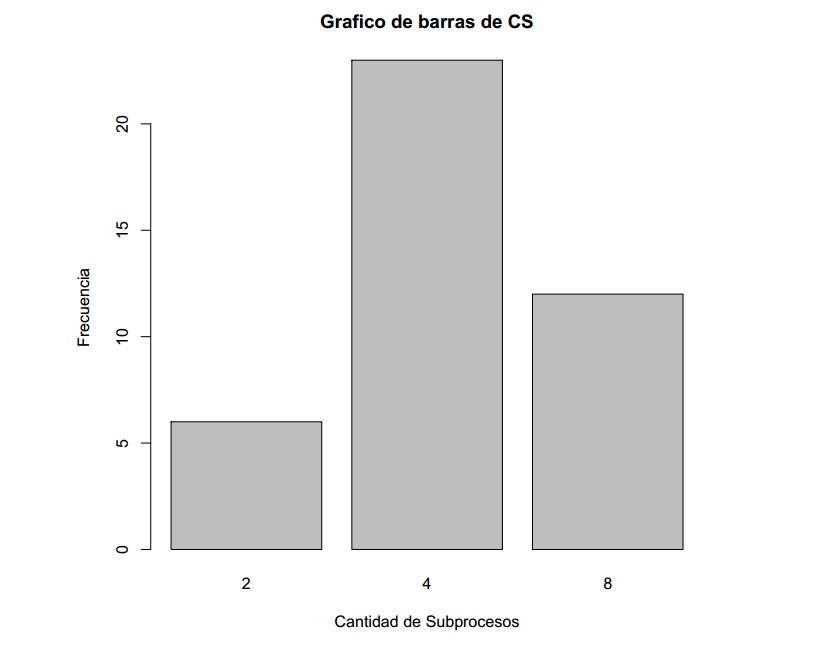 Grafico de barras de CS
20
15
10
5
0
Frecuencia
2 4 8
Cantidad de Subprocesos